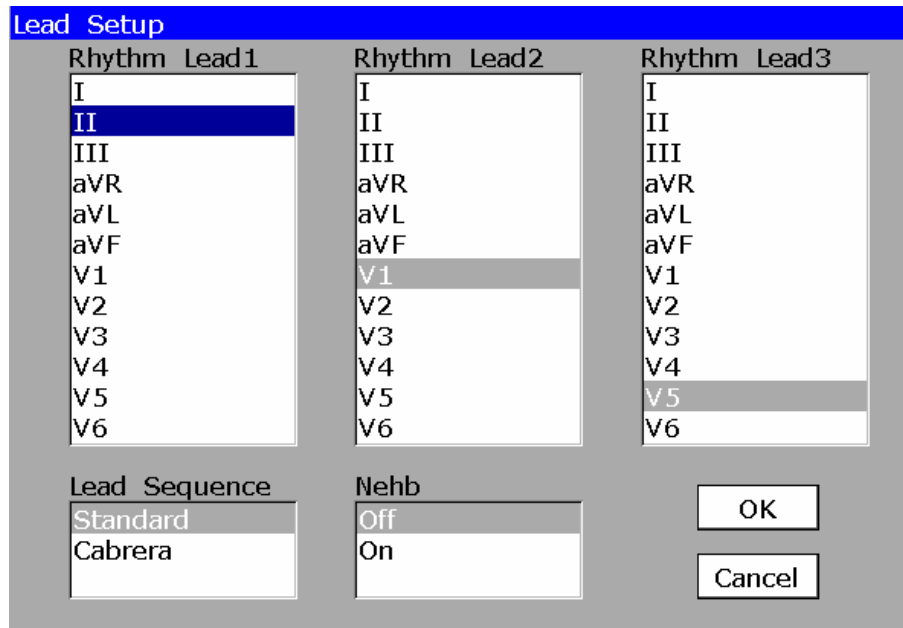 Lead Setup
Rhythm Lead1
I
II
III
aVR
aVL
aVF
V1
V2
V3
V4
V5
V6
Rhythm Lead2
I
II
III
aVR
aVL
aVF
V1
V2
V3
V4
V5
V6
Rhythm Lead3
I
II
III
aVR
aVL
aVF
V1
V2
V3
V4
V5
V6
Lead Sequence
Standard
Cabrera
Nehb
Off
On
OK
Cancel